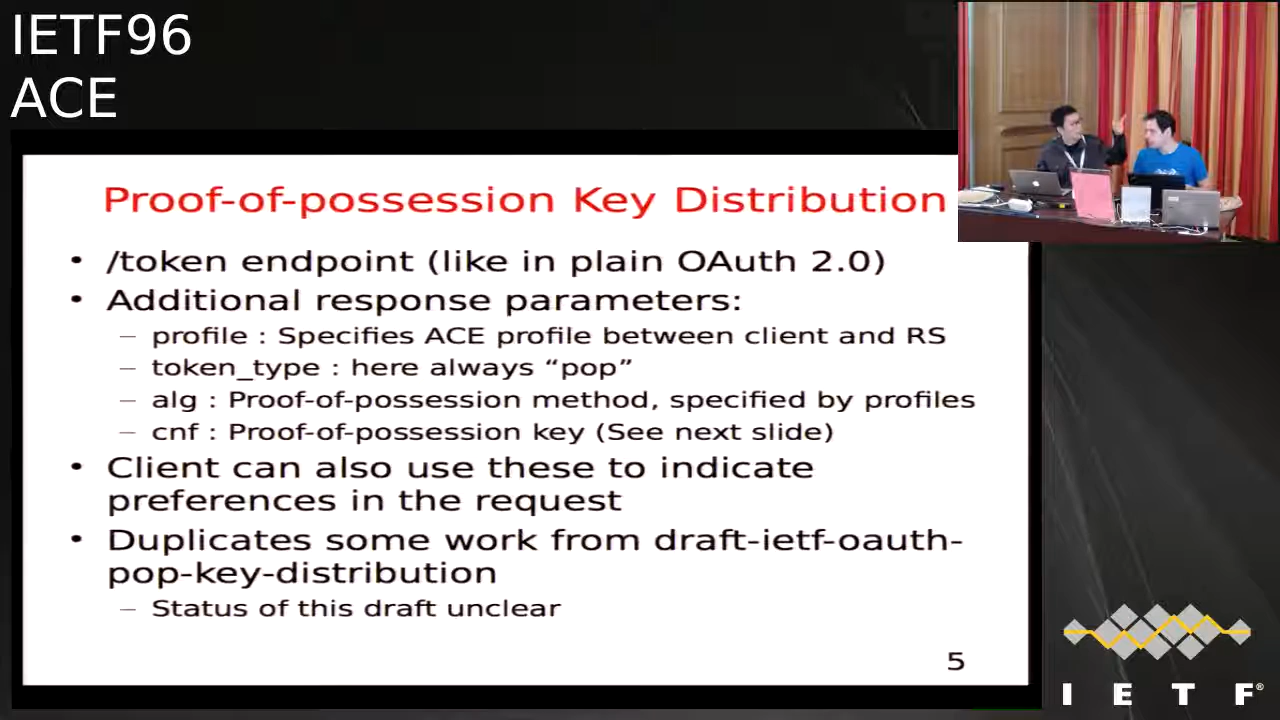 IETF96
ACE
Proof-of-possession Key Distribution
• /token endpoint (like in plain OAuth 2.0)
• Additional response parameters:
– profile : Specifies ACE profile between client and RS
– token_type : here always “pop”
– alg : Proof-of-possession method, specified by profiles
– cnf : Proof-of-possession key (See next slide)
• Client can also use these to indicate
preferences in the request
• Duplicates some work from draft-ietf-oauth-
pop-key-distribution
– Status of this draft unclear
5
I E T F®